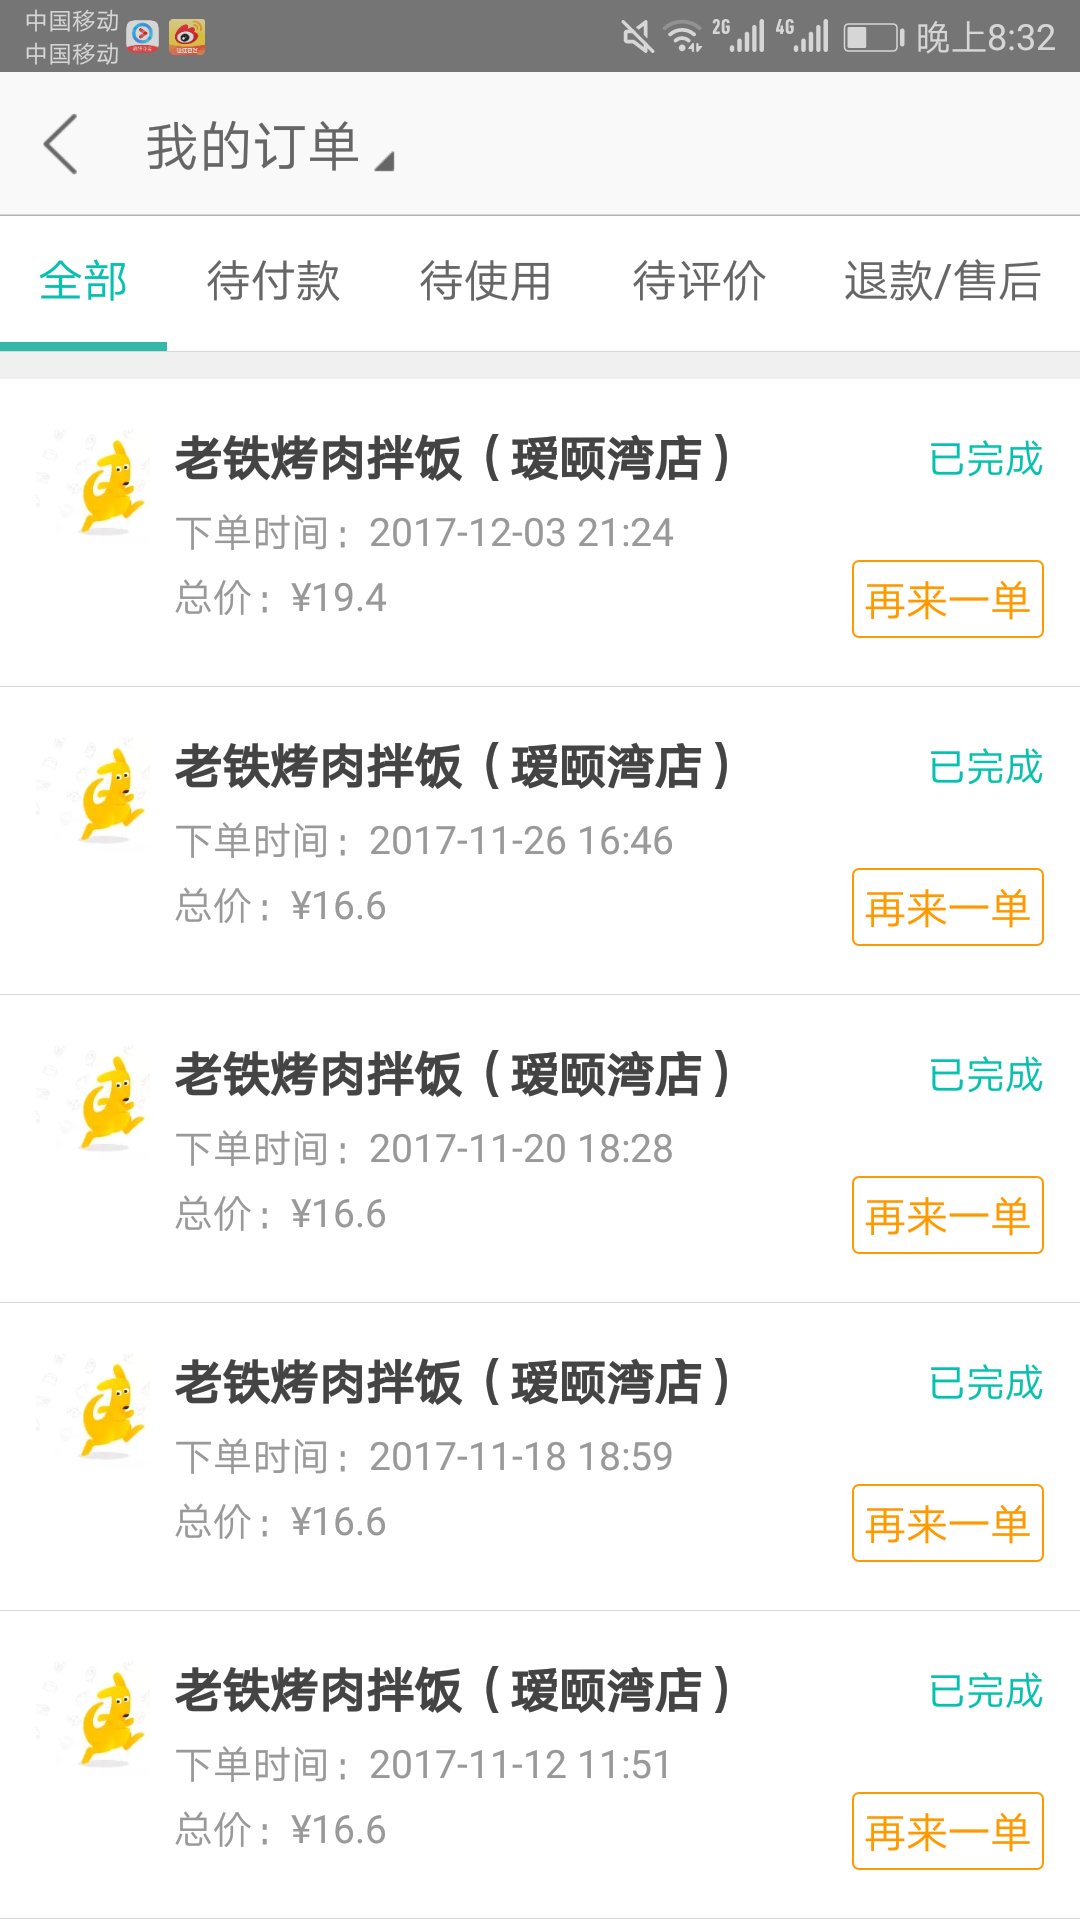 中国移动
中国移动
2G
4G
晚上8:32
我的订单
全部 待付款 待使用 待评价 退款/售后
老铁烤肉拌饭（瑷颐湾店） 已完成
下单时间：2017-12-03 21:24
总价：¥19.4
再来一单
老铁烤肉拌饭（瑷颐湾店） 已完成
下单时间：2017-11-26 16:46
总价：¥16.6
再来一单
老铁烤肉拌饭（瑷颐湾店） 已完成
下单时间：2017-11-20 18:28
总价：¥16.6
再来一单
老铁烤肉拌饭（瑷颐湾店） 已完成
下单时间：2017-11-18 18:59
总价：¥16.6
再来一单
老铁烤肉拌饭（瑷颐湾店） 已完成
下单时间：2017-11-12 11:51
总价：¥16.6
再来一单